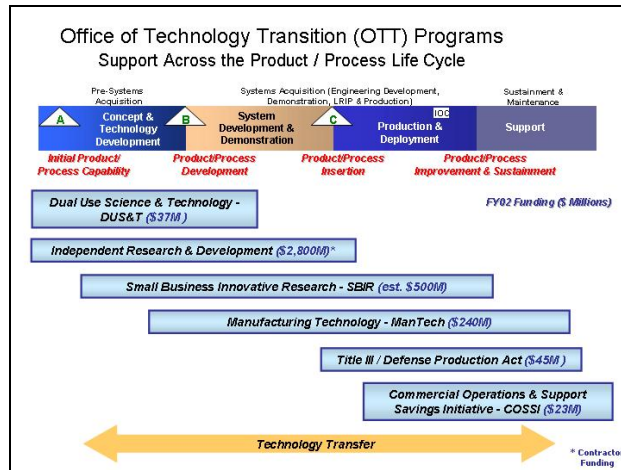 Office of Technology Transition (OTT) Programs
Support Across the Product / Process Life Cycle
Pre-Systems
Acquisition
Systems Acquisition (Engineering Development,
Demonstration, LRIP & Production)
Sustainment &
Maintenance
A
Concept &
Technology
Development
B
System
Development &
Demonstration
C
IOC
Production &
Deployment
Support
Initial Product/
Process Capability
Product/Process
Development
Product/Process
Insertion
Product/Process
Improvement & Sustainment
Dual Use Science & Technology -
DUS&T ($37M )
FY02 Funding ($ Millions)
Independent Research & Development ($2,800M)*
Small Business Innovative Research - SBIR (est. $500M)
Manufacturing Technology - ManTech ($240M)
Title III / Defense Production Act ($45M )
Commercial Operations & Support
Savings Initiative - COSSI ($23M)
Technology Transfer
* Contractor
Funding